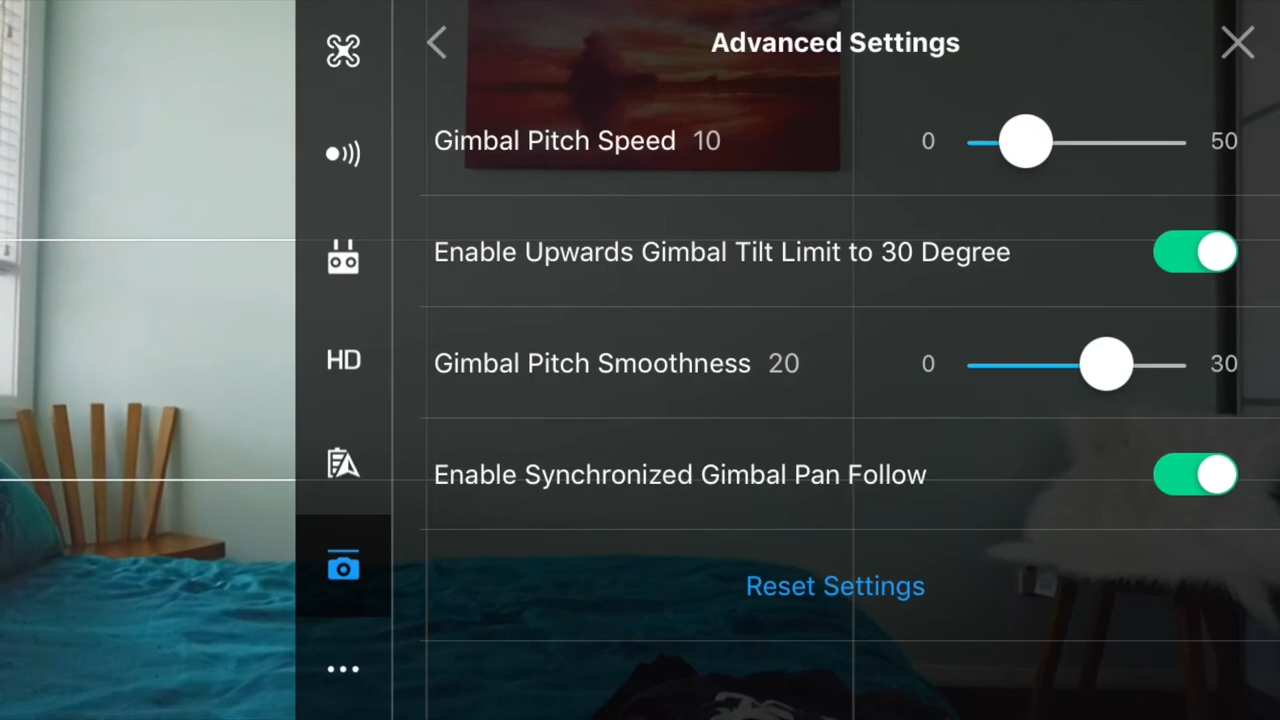 Advanced Settings
Gimbal Pitch Speed 10 0 50
Enable Upwards Gimbal Tilt Limit to 30 Degree
Gimbal Pitch Smoothness 20 0 30
HD
Enable Synchronized Gimbal Pan Follow
Reset Settings